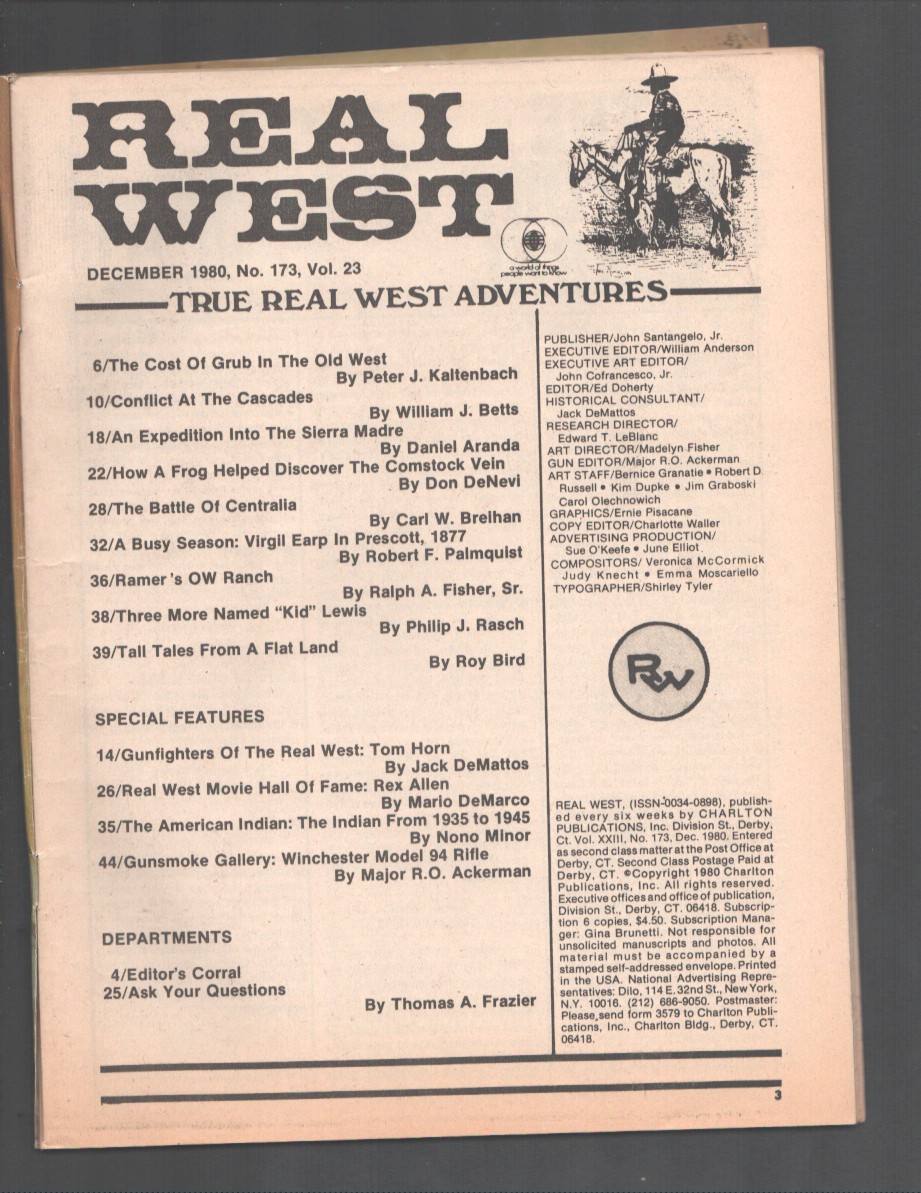 REAL
WEST
a world of things
people want to know
DECEMBER 1980, No. 173, Vol. 23
TRUE REAL WEST ADVENTURES
6/The Cost Of Grub In The Old West
By Peter J. Kaltenbach
10/Conflict At The Cascades
By William J. Betts
18/An Expedition Into The Sierra Madre
By Daniel Aranda
22/How A Frog Helped Discover The Comstock Vein
By Don DeNevi
28/The Battle Of Centralia
By Carl W. Breihan
32/A Busy Season: Virgil Earp In Prescott, 1877
By Robert F. Palmquist
36/Ramer's OW Ranch
By Ralph A. Fisher, Sr.
38/Three More Named "Kid" Lewis
By Philip J. Rasch
39/Tall Tales From A Flat Land
By Roy Bird
SPECIAL FEATURES
14/Gunfighters Of The Real West: Tom Horn
By Jack DeMattos
26/Real West Movie Hall Of Fame: Rex Allen
By Mario DeMarco
35/The American Indian: The Indian From 1935 to 1945
By Nono Minor
44/Gunsmoke Gallery: Winchester Model 94 Rifle
By Major R.O. Ackerman
DEPARTMENTS
4/Editor's Corral
25/Ask Your Questions
By Thomas A. Frazier
PUBLISHER/John Santangelo, Jr.
EXECUTIVE EDITOR/William Anderson
EXECUTIVE ART EDITOR/
John Cofrancesco, Jr.
EDITOR/Ed Doherty
HISTORICAL CONSULTANT/
Jack DeMattos
RESEARCH DIRECTOR/
Edward T. LeBlanc
ART DIRECTOR/Madelyn Fisher
GUN EDITOR/Major R.O. Ackerman
ART STAFF/Bernice Granatie • Robert D
Russell • Kim Dupke • Jim Graboski
Carol Olechnowich
GRAPHICS/Ernie Pisacane
COPY EDITOR/Charlotte Waller
ADVERTISING PRODUCTION/
Sue O'Keefe • June Elliot
COMPOSITORS/ Veronica McCormick
Judy Knecht • Emma Moscariello
TYPOGRAPHER/Shirley Tyler
RW
REAL WEST, (ISSN-0034-0898), publish-
ed every six weeks by CHARLTON
PUBLICATIONS, Inc. Division St., Derby,
Ct. Vol. XXIII, No. 173, Dec. 1980. Entered
as second class matter at the Post Office at
Derby, CT. Second Class Postage Paid at
Derby, CT. ©Copyright 1980 Charlton
Publications, Inc. All rights reserved.
Executive offices and office of publication,
Division St., Derby, CT. 06418. Subscrip-
tion 6 copies, $4.50. Subscription Mana-
ger: Gina Brunetti. Not responsible for
unsolicited manuscripts and photos. All
material must be accompanied by a
stamped self-addressed envelope. Printed
in the USA. National Advertising Repre-
sentatives: Dilo, 114 E. 32nd St., New York,
N.Y. 10016. (212) 686-9050. Postmaster:
Please send form 3579 to Charlton Publi-
cations, Inc., Charlton Bldg., Derby, CT.
06418.
3